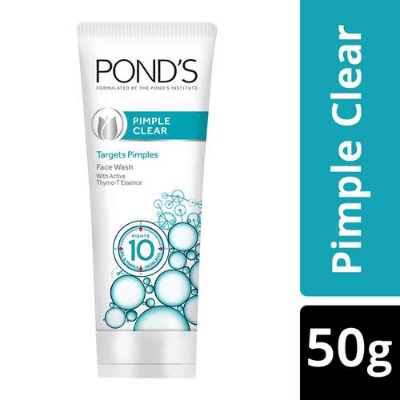 POND'S
FORMULATED BY THE POND'S INSTITUTE
PIMPLE
CLEAR
Targets Pimples
Face Wash
With Active
Thymo-T Essence
FIGHTS
10
Pimple Clear
50g